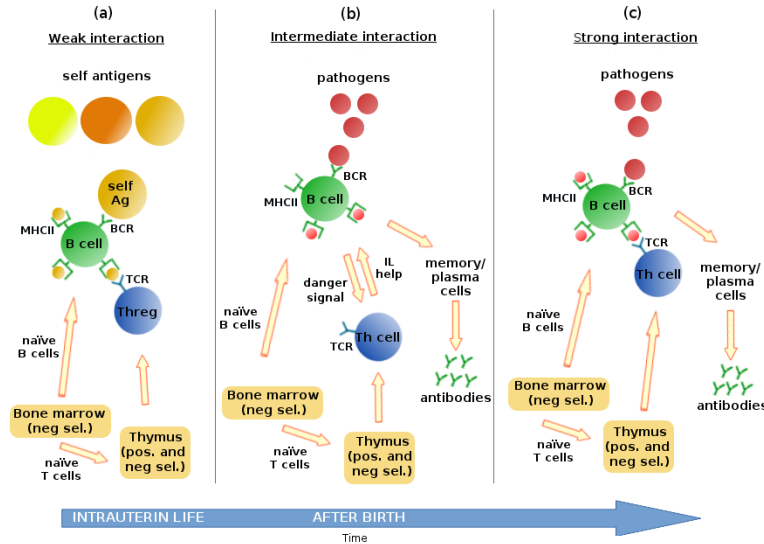 (a)
Weak interaction
self antigens
self
Ag
MHCII
B cell
BCR
TCR
Threg
naïve
B cells
Bone marrow
(neg sel.)
naïve
T cells
Thymus
(pos. and
neg sel.)
(b)
Intermediate interaction
pathogens
BCR
B cell
MHCII
danger
signal
IL
help
memory/
plasma
cells
naïve
B cells
Th cell
TCR
antibodies
Bone marrow
(neg sel.)
naïve
T cells
Thymus
(pos. and
neg sel.)
(c)
Strong interaction
pathogens
MHCII
BCR
B cell
TCR
Th cell
memory/
plasma
cells
naïve
B cells
antibodies
Bone marrow
(neg sel.)
naïve
T cells
Thymus
(pos. and
neg sel.)
INTRAUTERIN LIFE
AFTER BIRTH
Time